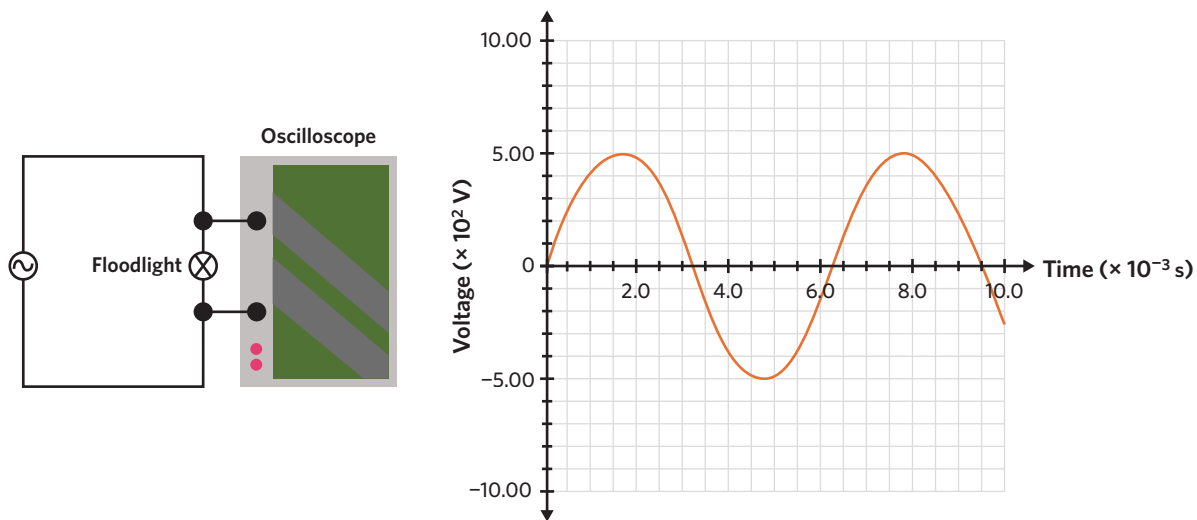 Oscilloscope
Floodlight
Voltage (× 10² V)
10.00
5.00
0
−5.00
−10.00
2.0 4.0 6.0 8.0 10.0
Time (× 10⁻³ s)